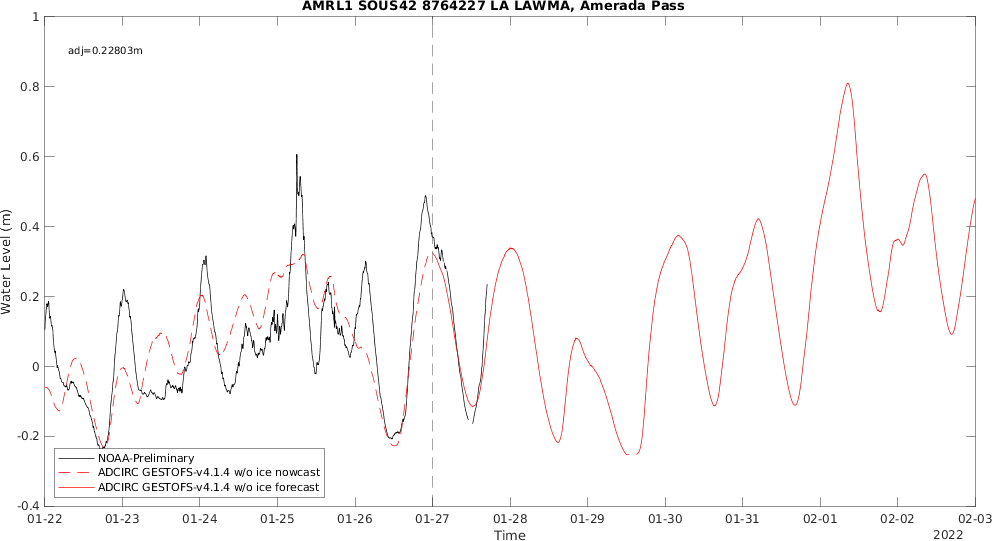 AMRL1 SOUS42 8764227 LA LAWMA, Amerada Pass
adj=0.22803m
1
0.8
0.6
0.4
0.2
0
-0.2
-0.4
Water Level (m)
NOAA-Preliminary
ADCIRC GESTOFS-v4.1.4 w/o ice nowcast
ADCIRC GESTOFS-v4.1.4 w/o ice forecast
01-22 01-23 01-24 01-25 01-26 01-27 01-28 01-29 01-30 01-31 02-01 02-02 02-03
Time
2022